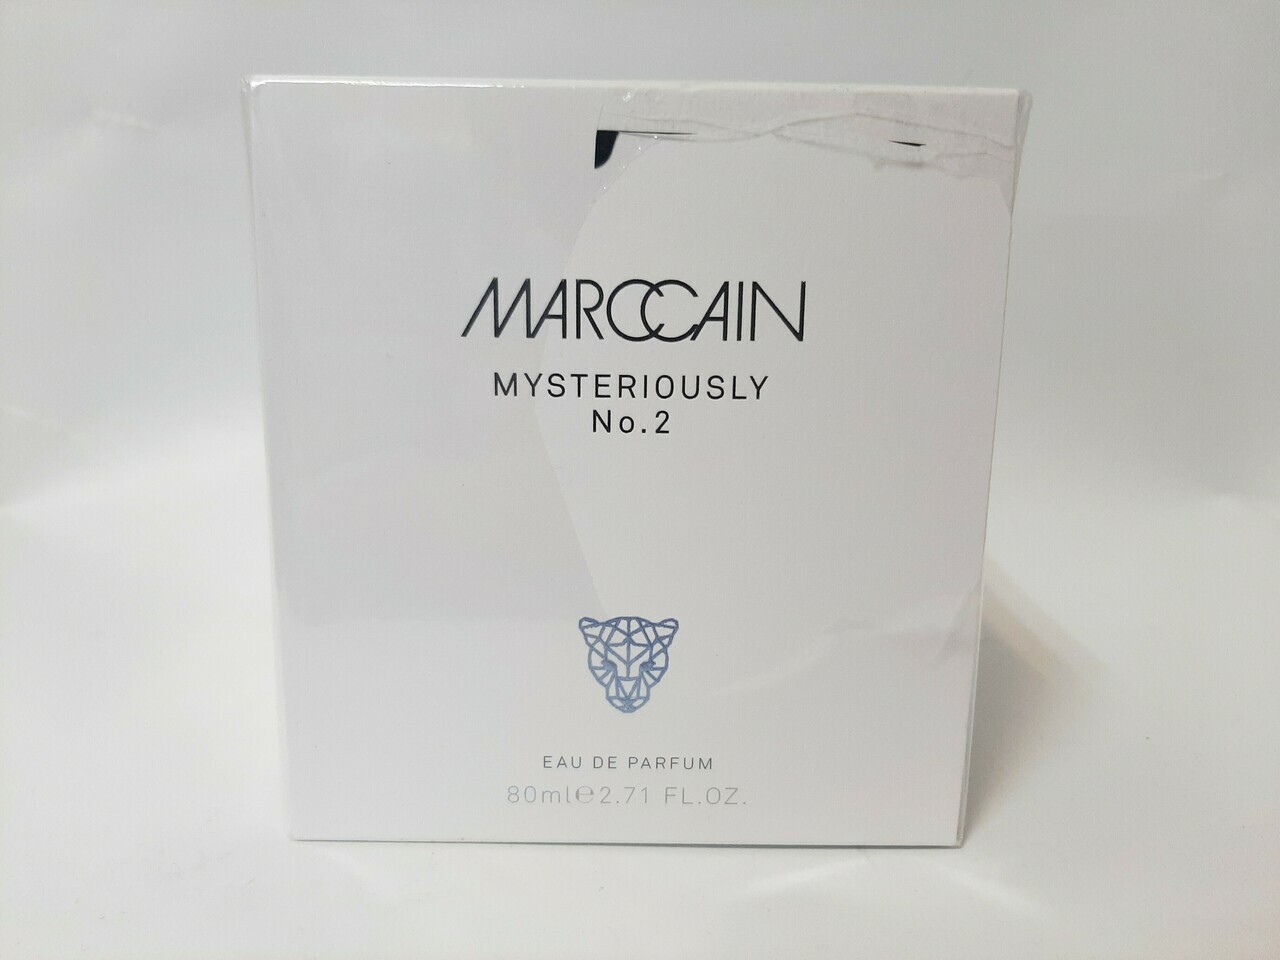 MARCCAIN
MYSTERIOUSLY
No.2
EAU DE PARFUM
80ml℮2.71 FL.OZ.